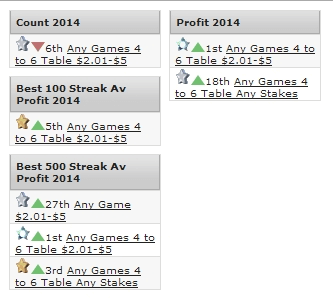 Count 2014
6th Any Games 4
to 6 Table $2.01-$5
Best 100 Streak Av
Profit 2014
5th Any Games 4
to 6 Table $2.01-$5
Best 500 Streak Av
Profit 2014
27th Any Game
$2.01-$5
1st Any Games 4 to
6 Table $2.01-$5
3rd Any Games 4 to
6 Table Any Stakes
Profit 2014
1st Any Games 4 to
6 Table $2.01-$5
18th Any Games 4 to
6 Table Any Stakes